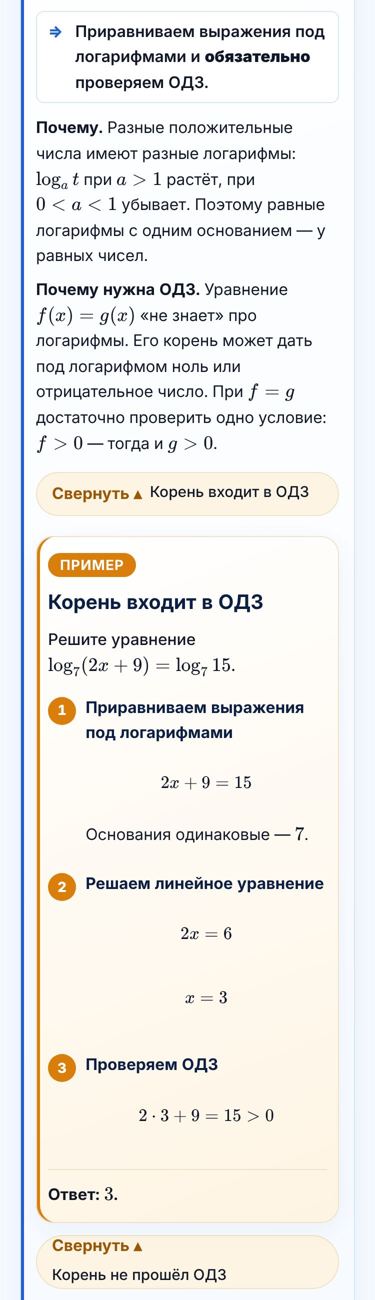 ⇒ Приравниваем выражения под
логарифмами и обязательно
проверяем ОДЗ.
Почему. Разные положительные
числа имеют разные логарифмы:
logₐ t при a > 1 растёт, при
0 < a < 1 убывает. Поэтому равные
логарифмы с одним основанием — у
равных чисел.
Почему нужна ОДЗ. Уравнение
f(x) = g(x) «не знает» про
логарифмы. Его корень может дать
под логарифмом ноль или
отрицательное число. При f = g
достаточно проверить одно условие:
f > 0 — тогда и g > 0.
Свернуть ▴ Корень входит в ОДЗ
ПРИМЕР
Корень входит в ОДЗ
Решите уравнение
log₇(2x + 9) = log₇ 15.
1 Приравниваем выражения
под логарифмами
2x + 9 = 15
Основания одинаковые — 7.
2 Решаем линейное уравнение
2x = 6
x = 3
3 Проверяем ОДЗ
2 · 3 + 9 = 15 > 0
Ответ: 3.
Свернуть ▴
Корень не прошёл ОДЗ